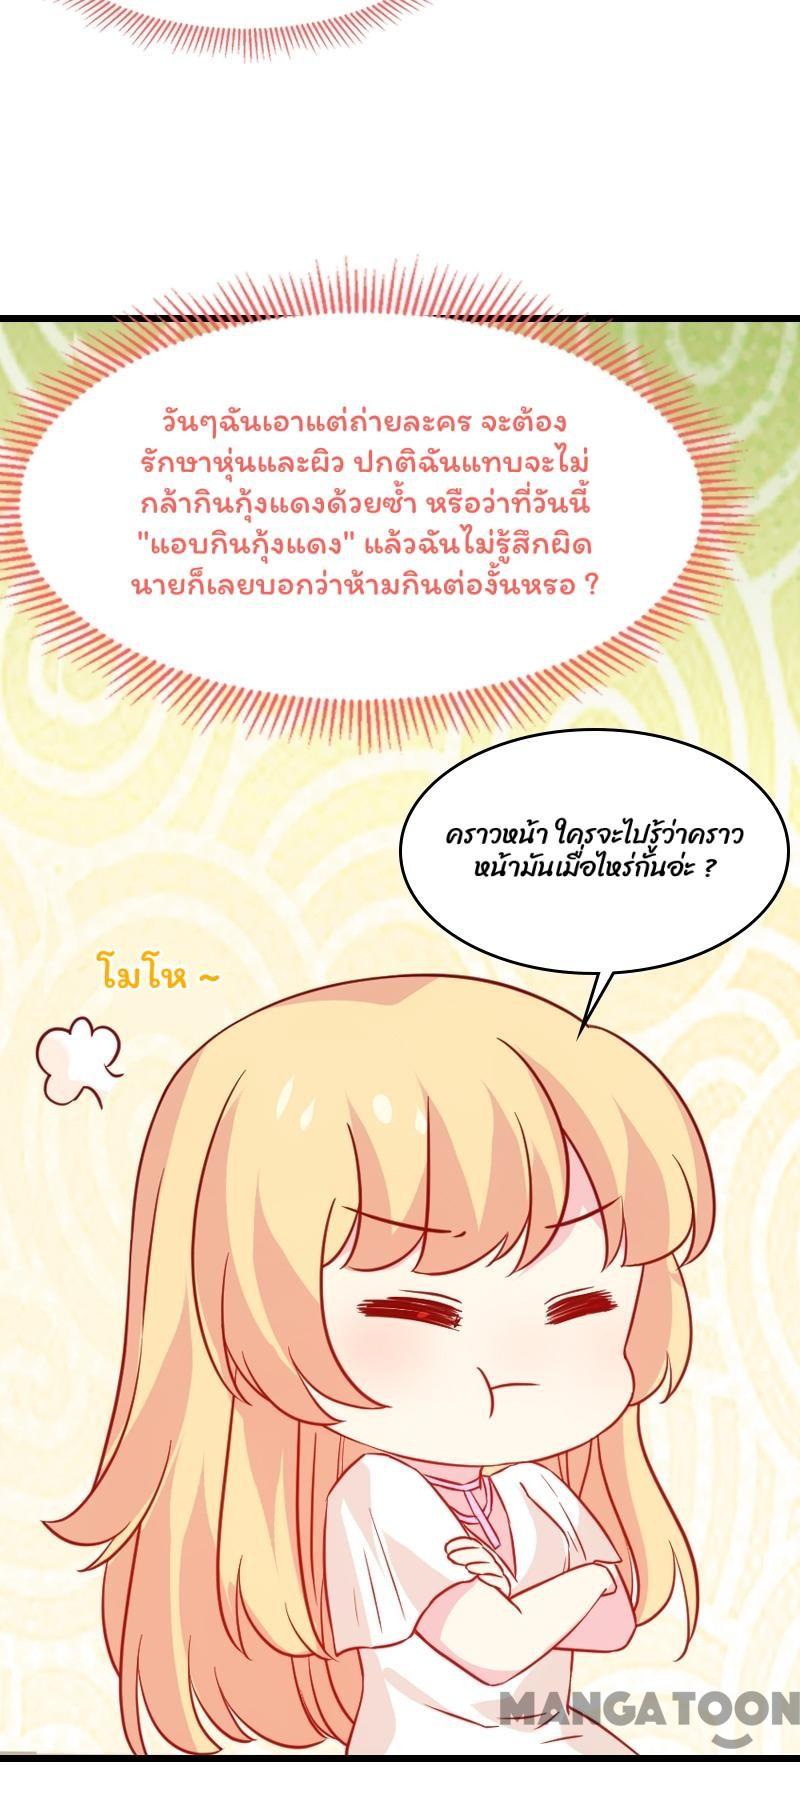 วันๆฉันเอาแต่ถ่ายละคร จะต้อง
รักษาหุ่นและผิว ปกติฉันแทบจะไม่
กล้ากินกุ้งแดงด้วยซ้ำ หรือว่าที่วันนี้
"แอบกินกุ้งแดง" แล้วฉันไม่รู้สึกผิด
นายก็เลยบอกว่าห้ามกินต่องั้นหรอ ?
คราวหน้า ใครจะไปรู้ว่าคราว
หน้ามันเมื่อไหร่กันอ่ะ ?
โมโห ~
MANGATOON